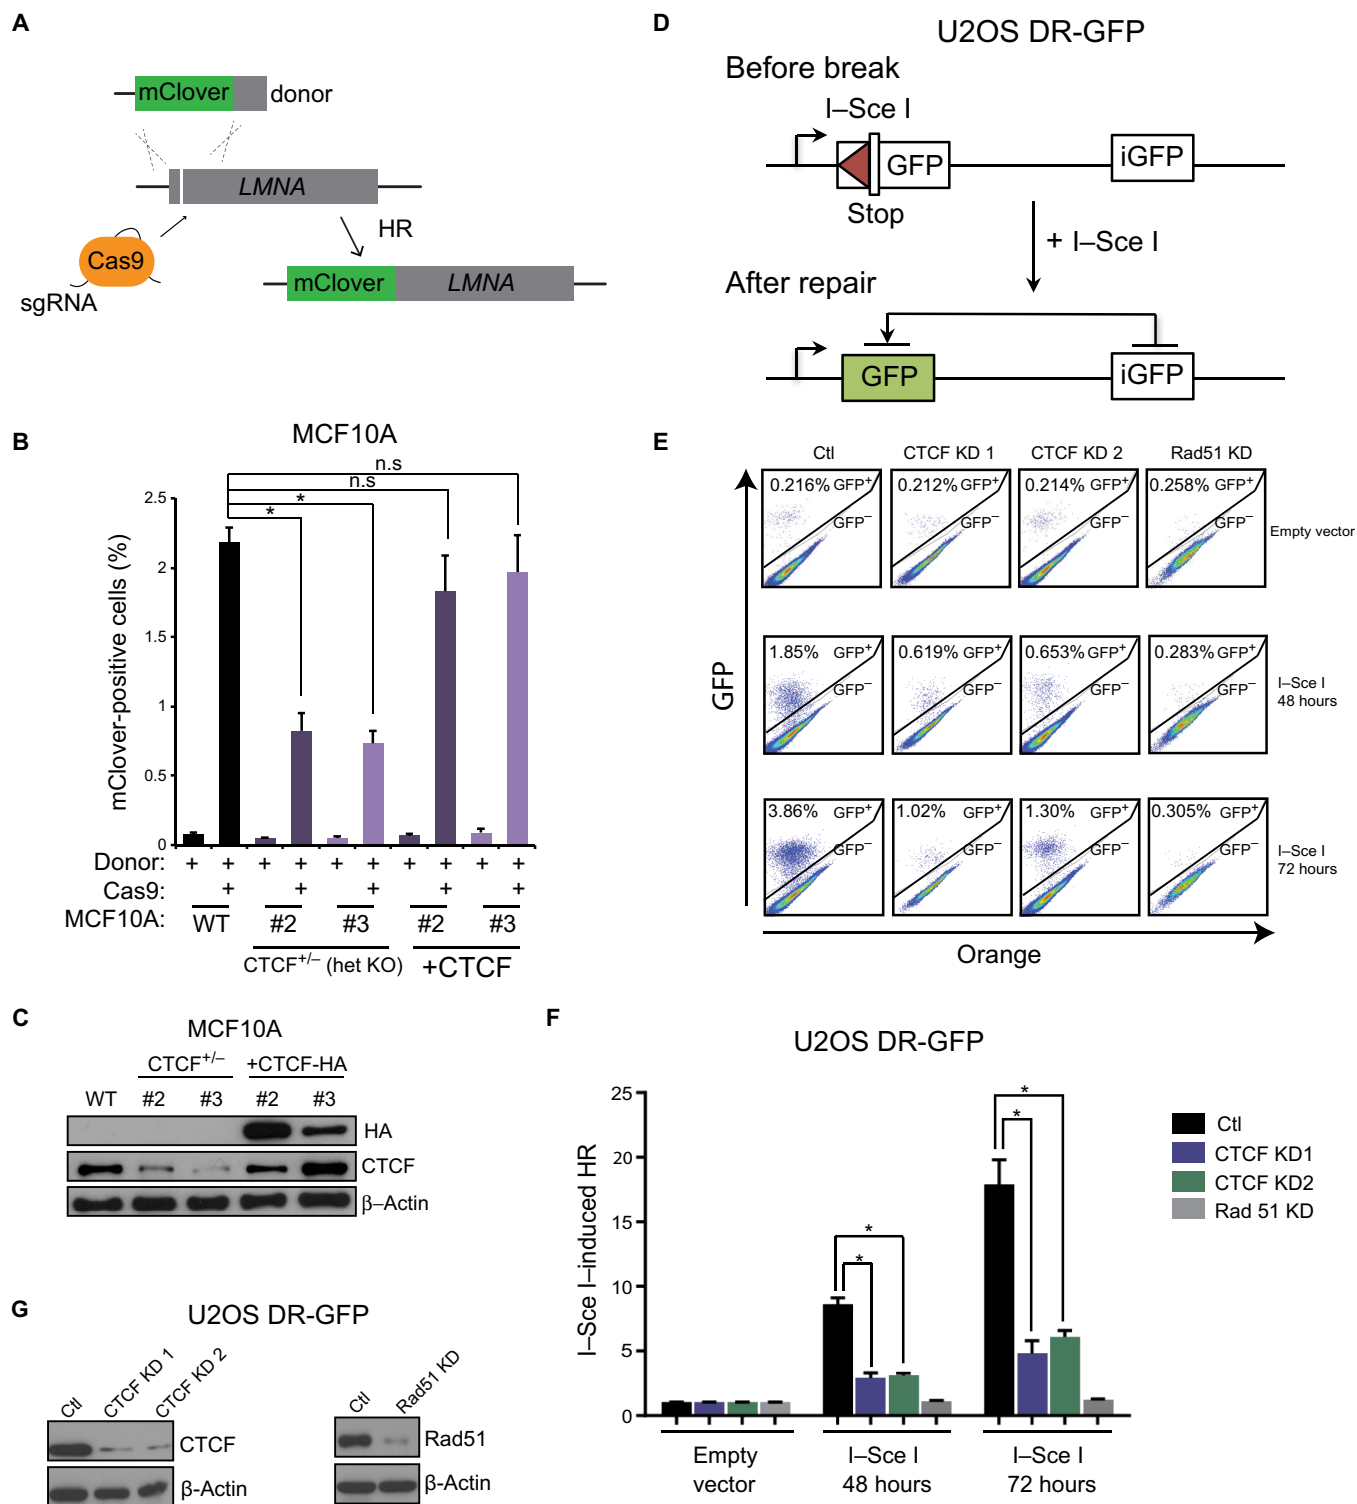 A
mClover
donor
LMNA
HR
Cas9
sgRNA
mClover
LMNA
B
MCF10A
n.s
n.s
*
*
mClover-positive cells (%)
2.5
2
1.5
1
0.5
0
Donor: + + + + + + + + + +
Cas9: + + + + +
MCF10A: WT #2 #3 #2 #3
CTCF+/– (het KO) +CTCF
C
MCF10A
CTCF+/– +CTCF-HA
WT #2 #3 #2 #3
HA
CTCF
β–Actin
D
U2OS DR-GFP
Before break
I–Sce I
GFP
iGFP
Stop
+ I–Sce I
After repair
GFP
iGFP
E
Ctl CTCF KD 1 CTCF KD 2 Rad51 KD
0.216% GFP+ 0.212% GFP+ 0.214% GFP+ 0.258% GFP+
GFP– GFP– GFP– GFP–
Empty vector
1.85% GFP+ 0.619% GFP+ 0.653% GFP+ 0.283% GFP+
GFP– GFP– GFP– GFP–
I–Sce I
48 hours
3.86% GFP+ 1.02% GFP+ 1.30% GFP+ 0.305% GFP+
GFP– GFP– GFP– GFP–
I–Sce I
72 hours
GFP
Orange
F
U2OS DR-GFP
I–Sce I–induced HR
25
20
15
10
5
0
*
*
*
*
Empty
vector
I–Sce I
48 hours
I–Sce I
72 hours
Ctl
CTCF KD1
CTCF KD2
Rad 51 KD
G
U2OS DR-GFP
Ctl CTCF KD 1 CTCF KD 2
CTCF
β-Actin
Ctl Rad51 KD
Rad51
β-Actin